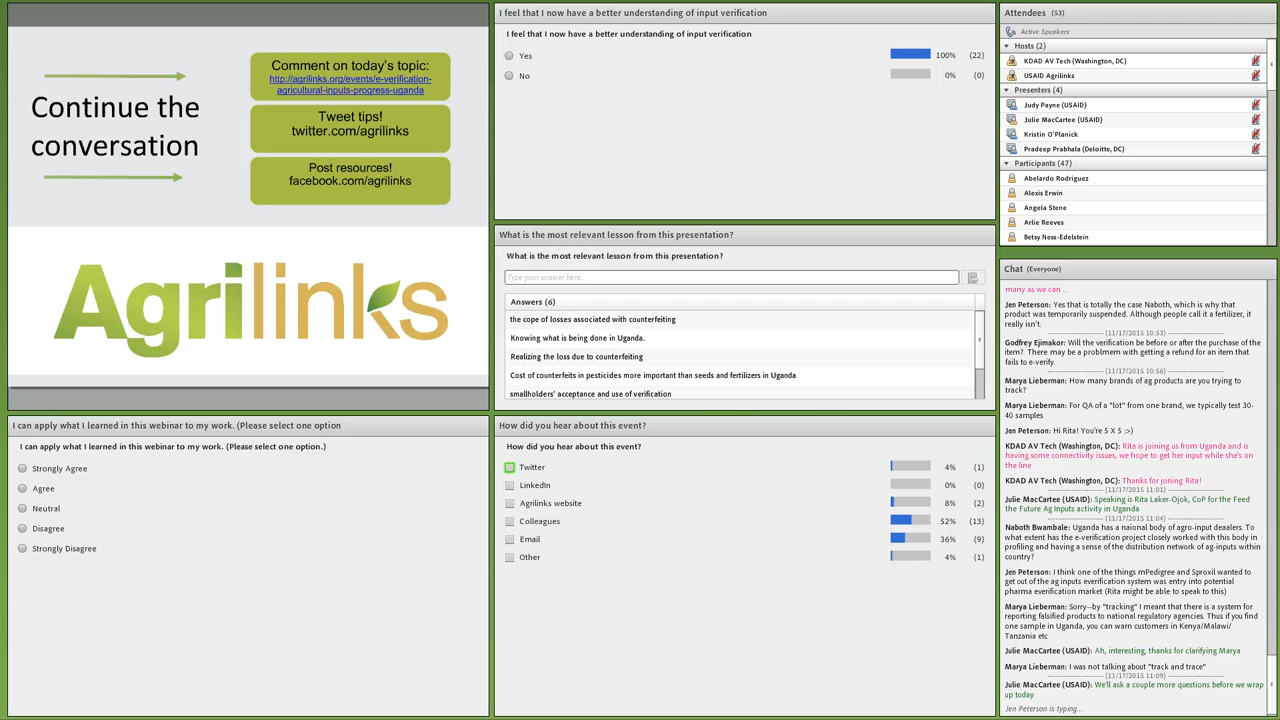 Continue the
conversation
Comment on today's topic:
http://agrilinks.org/events/e-verification-
agricultural-inputs-progress-uganda
Tweet tips!
twitter.com/agrilinks
Post resources!
facebook.com/agrilinks
Agrilinks
I feel that I now have a better understanding of input verification
I feel that I now have a better understanding of input verification
Yes 100% (22)
No 0% (0)
What is the most relevant lesson from this presentation?
What is the most relevant lesson from this presentation?
Type your answer here...
Answers (6)
the cope of losses associated with counterfeiting
Knowing what is being done in Uganda.
Realizing the loss due to counterfeiting
Cost of counterfeits in pesticides more important than seeds and fertilizers in Uganda
smallholders' acceptance and use of verification
I can apply what I learned in this webinar to my work. (Please select one option
I can apply what I learned in this webinar to my work. (Please select one option.)
Strongly Agree
Agree
Neutral
Disagree
Strongly Disagree
How did you hear about this event?
How did you hear about this event?
Twitter 4% (1)
LinkedIn 0% (0)
Agrilinks website 8% (2)
Colleagues 52% (13)
Email 36% (9)
Other 4% (1)
Attendees (53)
Active Speakers
Hosts (2)
KDAD AV Tech (Washington, DC)
USAID Agrilinks
Presenters (4)
Judy Payne (USAID)
Julie MacCartee (USAID)
Kristin O'Planick
Pradeep Prabhala (Deloitte, DC)
Participants (47)
Abelardo Rodriguez
Alexis Erwin
Angela Stene
Arlie Reeves
Betsy Ness-Edelstein
Chat (Everyone)
many as we can ...
Jen Peterson: Yes that is totally the case Naboth, which is why that
product was temporarily suspended. Although people call it a fertilizer, it
really isn't.
(11/17/2015 10:53)
Godfrey Ejimakor: Will the verification be before or after the purchase of the
item? There may be a problmem with getting a refund for an item that
fails to e-verify.
(11/17/2015 10:56)
Marya Lieberman: How many brands of ag products are you trying to
track?
Marya Lieberman: For QA of a "lot" from one brand, we typically test 30-
40 samples
Jen Peterson: Hi Rita! You're 5 X 5 :>)
KDAD AV Tech (Washington, DC): Rita is joining us from Uganda and is
having some connectivity issues, we hope to get her input while she's on
the line
KDAD AV Tech (Washington, DC): Thanks for joning Rita!
(11/17/2015 11:01)
Julie MacCartee (USAID): Speaking is Rita Laker-Ojok, CoP for the Feed
the Future Ag Inputs activity in Uganda
(11/17/2015 11:04)
Naboth Bwambale: Uganda has a naional body of agro-input deaalers. To
what extent has the e-verification project closely worked with this body in
profiling and having a sense of the distribution network of ag-inputs within
country?
Jen Peterson: I think one of the things mPedigree and Sproxil wanted to
get out of the ag inputs everification system was entry into potential
pharma everification market (Rita might be able to speak to this)
Marya Lieberman: Sorry--by "tracking" I meant that there is a system for
reporting falsified products to national regulatory agencies. Thus if you find
one sample in Uganda, you can warn customers in Kenya/Malawi/
Tanzania etc
Julie MacCartee (USAID): Ah, interesting, thanks for clarifying Marya
Marya Lieberman: I was not talking about "track and trace"
(11/17/2015 11:09)
Julie MacCartee (USAID): We'll ask a couple more questions before we wrap
up today
Jen Peterson is typing...